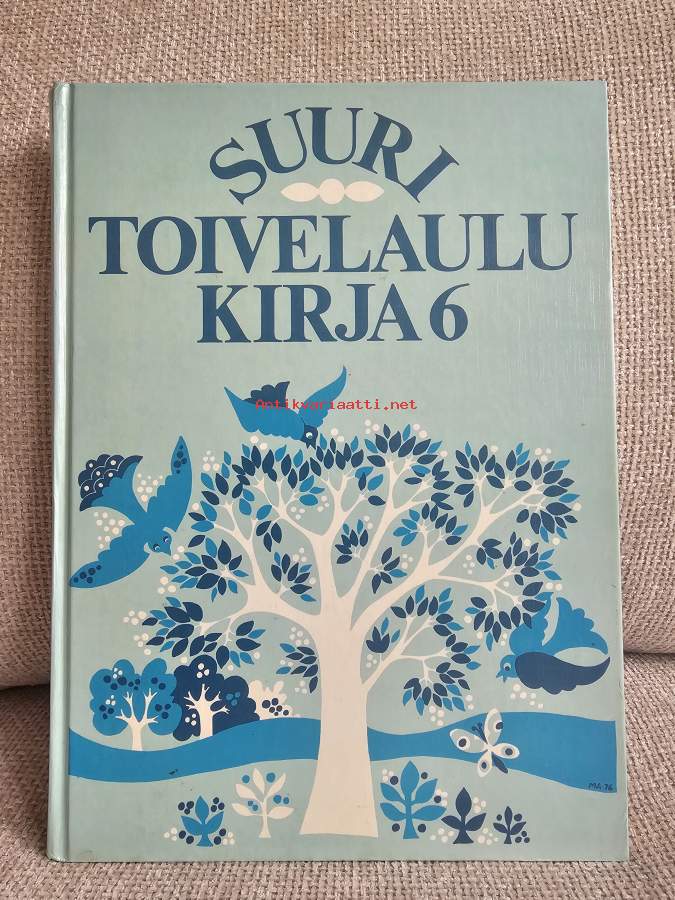 SUURI
TOIVELAULU
KIRJA 6
Antikvariaatti.net
MA-76